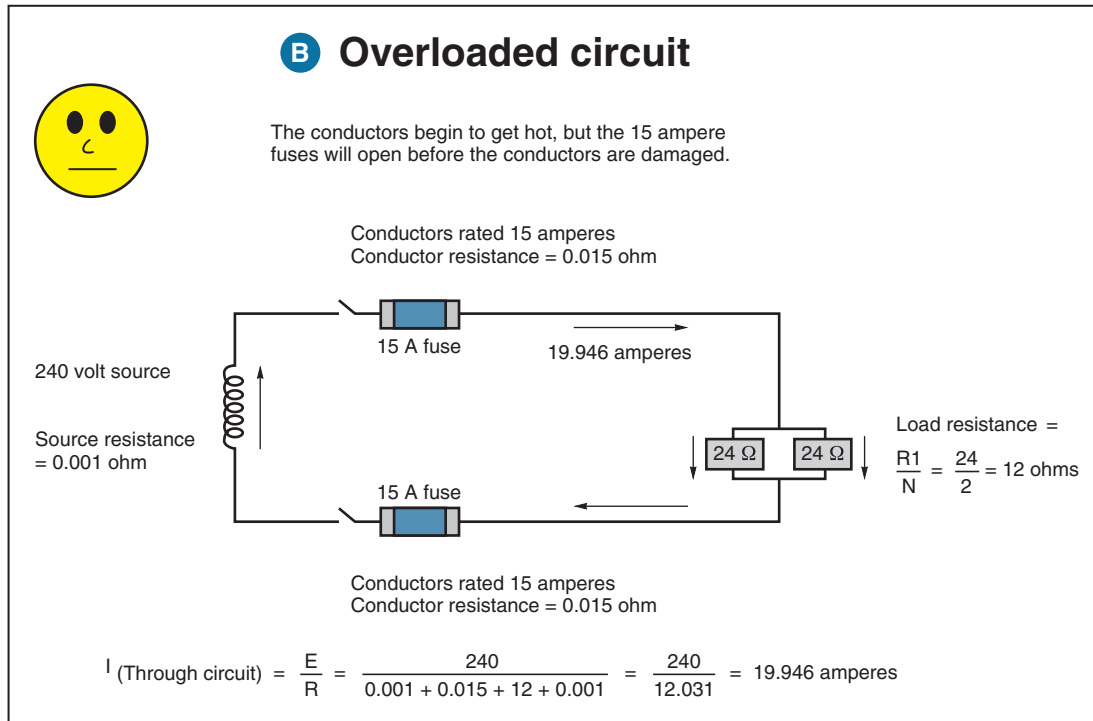 B Overloaded circuit
The conductors begin to get hot, but the 15 ampere
fuses will open before the conductors are damaged.
Conductors rated 15 amperes
Conductor resistance = 0.015 ohm
15 A fuse
19.946 amperes
240 volt source
Source resistance
= 0.001 ohm
24 Ω
24 Ω
Load resistance =
R1/N = 24/2 = 12 ohms
15 A fuse
Conductors rated 15 amperes
Conductor resistance = 0.015 ohm
I (Through circuit) = E/R = 240/0.001 + 0.015 + 12 + 0.001 = 240/12.031 = 19.946 amperes